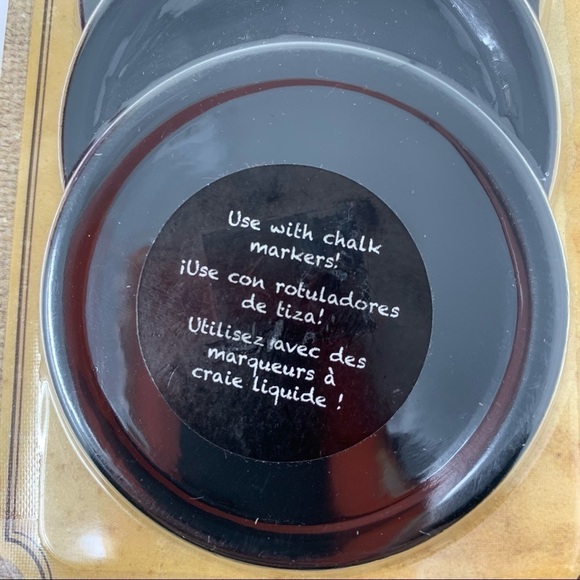 Use with chalk
markers!
¡Use con rotuladores
de tiza!
Utilisez avec des
marqueurs à
craie liquide !